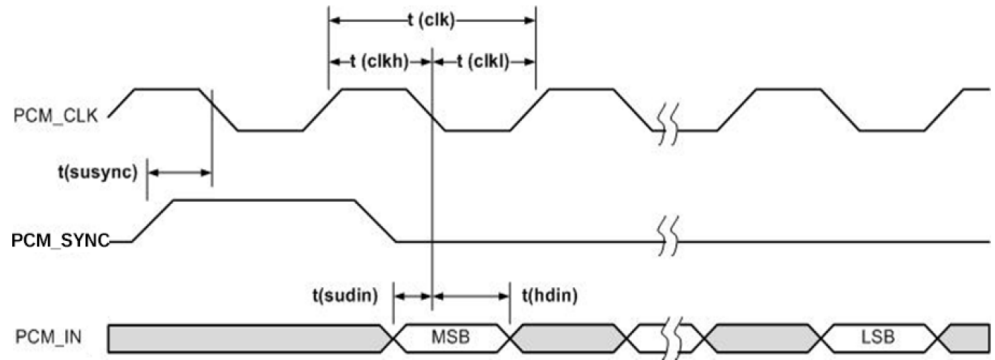 t (clk)
t (clkh) t (clkl)
PCM_CLK
t(susync)
PCM_SYNC
t(sudin) t(hdin)
PCM_IN MSB LSB